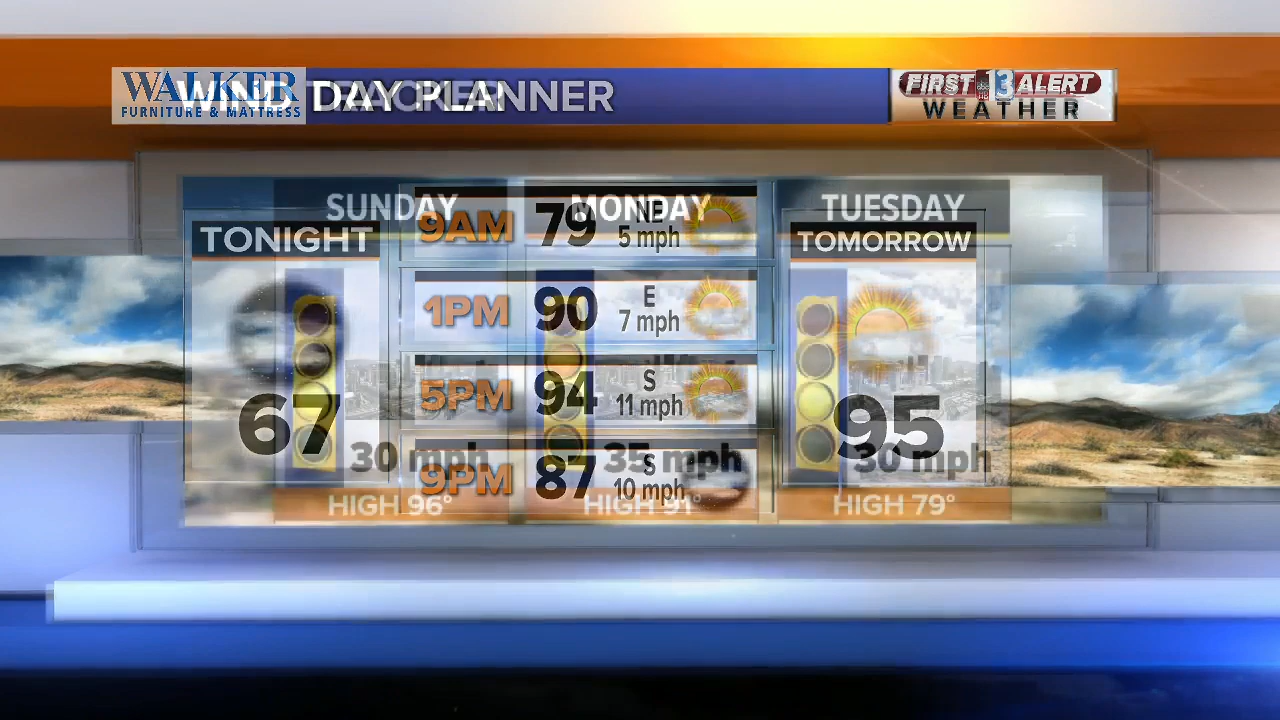 WALKER
FURNITURE & MATTRESS
WIND
DAY PLANNER
FIRST 13 ALERT
WEATHER
SUNDAY
MONDAY
TUESDAY
TONIGHT
67
30 mph
HIGH 96°
9AM 79 NE 5 mph
1PM 90 E 7 mph
5PM 94 S 11 mph
9PM 87 S 10 mph
35 mph
HIGH 91°
TOMORROW
95
30 mph
HIGH 79°